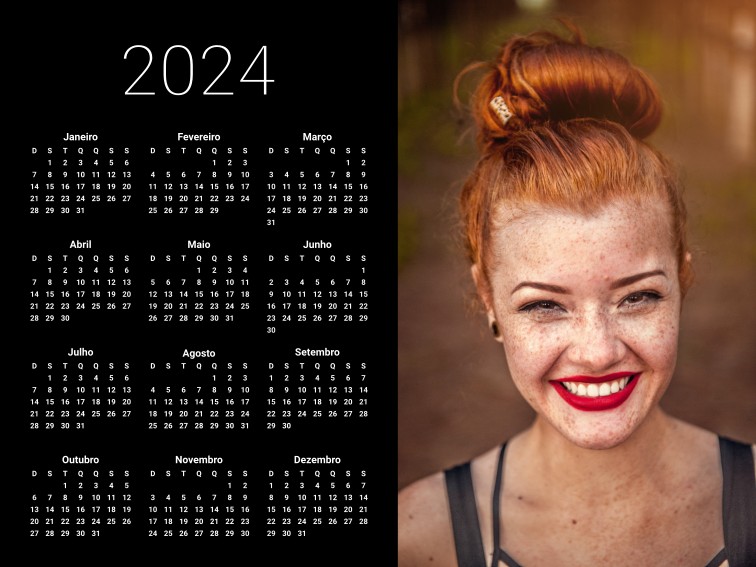 2024
Janeiro
D S T Q Q S S
1 2 3 4 5 6
7 8 9 10 11 12 13
14 15 16 17 18 19 20
21 22 23 24 25 26 27
28 29 30 31
Fevereiro
D S T Q Q S S
1 2 3
4 5 6 7 8 9 10
11 12 13 14 15 16 17
18 19 20 21 22 23 24
25 26 27 28 29
Março
D S T Q Q S S
1 2
3 4 5 6 7 8 9
10 11 12 13 14 15 16
17 18 19 20 21 22 23
24 25 26 27 28 29 30
31
Abril
D S T Q Q S S
1 2 3 4 5 6
7 8 9 10 11 12 13
14 15 16 17 18 19 20
21 22 23 24 25 26 27
28 29 30
Maio
D S T Q Q S S
1 2 3 4
5 6 7 8 9 10 11
12 13 14 15 16 17 18
19 20 21 22 23 24 25
26 27 28 29 30 31
Junho
D S T Q Q S S
1
2 3 4 5 6 7 8
9 10 11 12 13 14 15
16 17 18 19 20 21 22
23 24 25 26 27 28 29
30
Julho
D S T Q Q S S
1 2 3 4 5 6
7 8 9 10 11 12 13
14 15 16 17 18 19 20
21 22 23 24 25 26 27
28 29 30 31
Agosto
D S T Q Q S S
1 2 3
4 5 6 7 8 9 10
11 12 13 14 15 16 17
18 19 20 21 22 23 24
25 26 27 28 29 30 31
Setembro
D S T Q Q S S
1 2 3 4 5 6 7
8 9 10 11 12 13 14
15 16 17 18 19 20 21
22 23 24 25 26 27 28
29 30
Outubro
D S T Q Q S S
1 2 3 4 5
6 7 8 9 10 11 12
13 14 15 16 17 18 19
20 21 22 23 24 25 26
27 28 29 30 31
Novembro
D S T Q Q S S
1 2
3 4 5 6 7 8 9
10 11 12 13 14 15 16
17 18 19 20 21 22 23
24 25 26 27 28 29 30
Dezembro
D S T Q Q S S
1 2 3 4 5 6 7
8 9 10 11 12 13 14
15 16 17 18 19 20 21
22 23 24 25 26 27 28
29 30 31